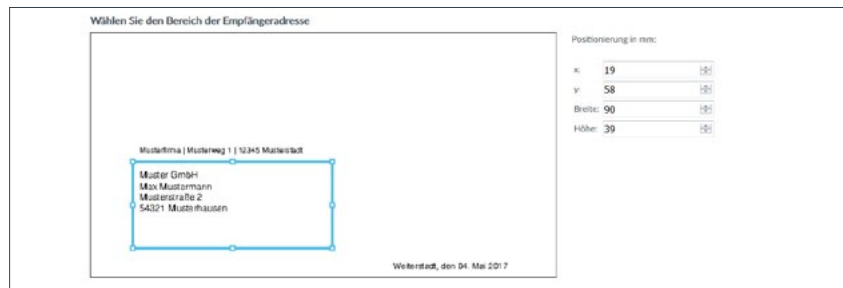 Wählen Sie den Bereich der Empfängeradresse
Positionierung in mm:
x: 19
y: 58
Breite: 90
Höhe: 39
Musterfirma | Musterweg 1 | 12345 Musterstadt
Muster GmbH
Max Mustermann
Musterstraße 2
54321 Musterhausen
Weiterstadt, den 04. Mai 2017